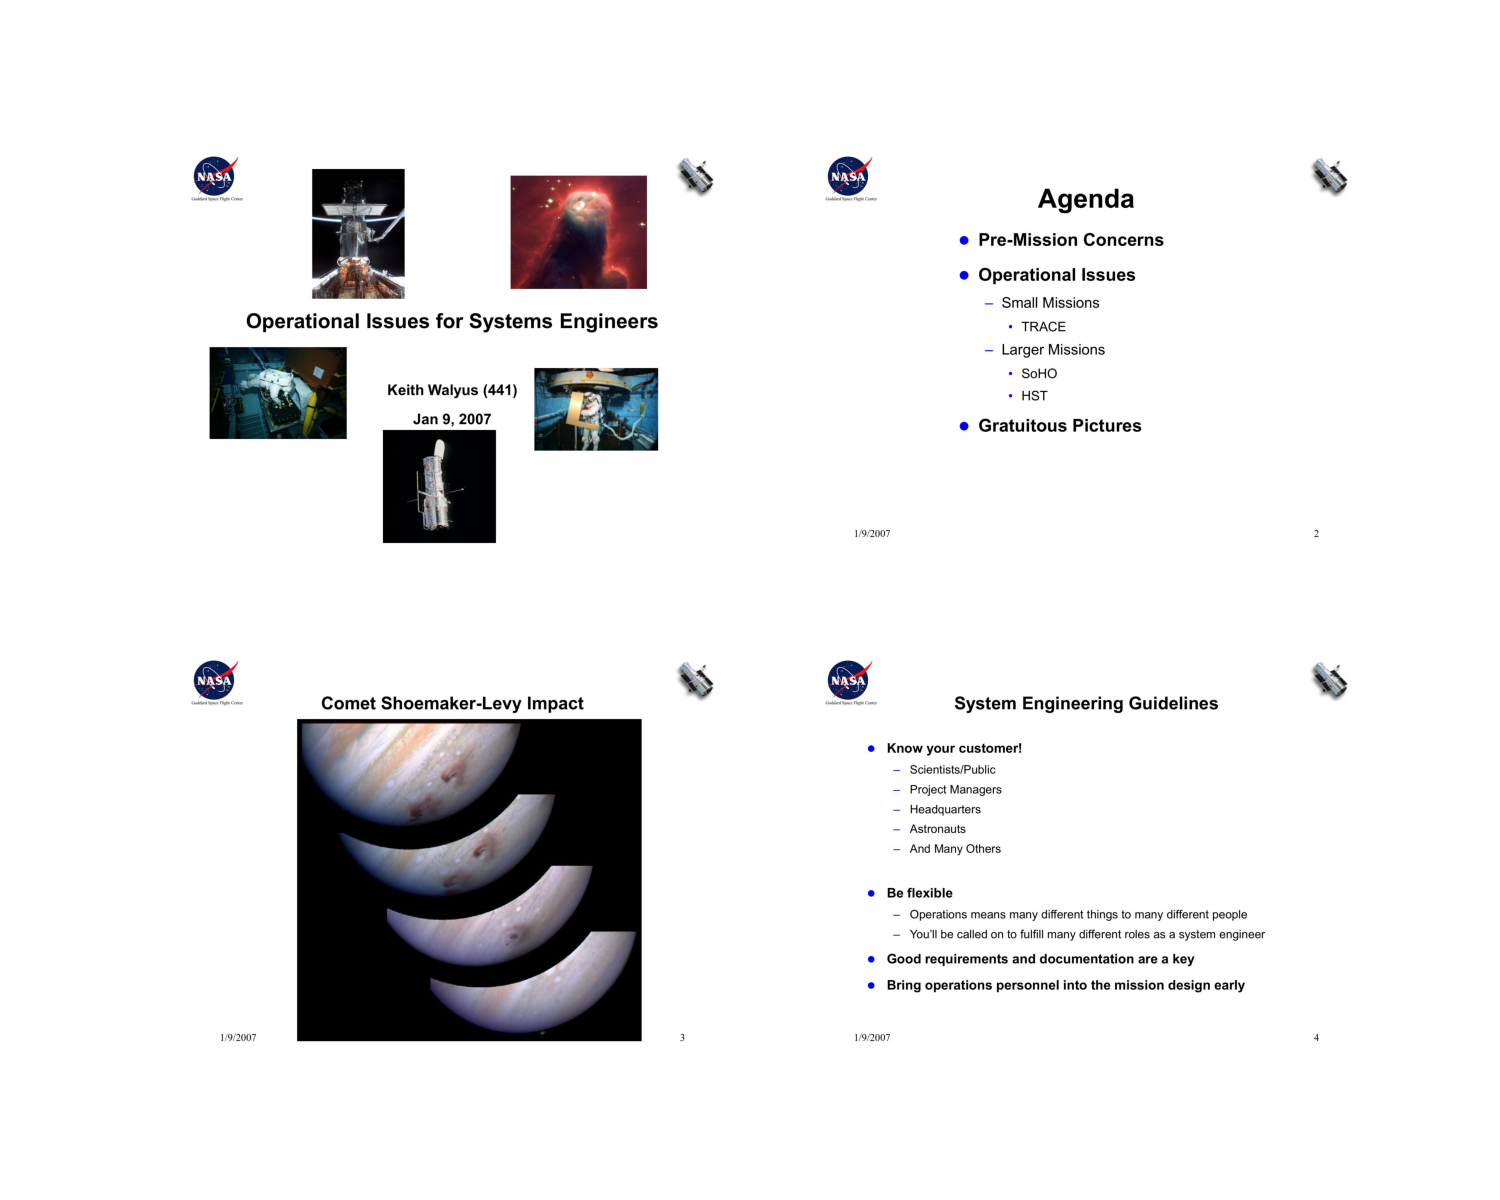 NASA
Goddard Space Flight Center
Operational Issues for Systems Engineers
Keith Walyus (441)
Jan 9, 2007
NASA
Goddard Space Flight Center
Agenda
● Pre-Mission Concerns
● Operational Issues
– Small Missions
• TRACE
– Larger Missions
• SoHO
• HST
● Gratuitous Pictures
1/9/2007
2
NASA
Goddard Space Flight Center
Comet Shoemaker-Levy Impact
1/9/2007
3
NASA
Goddard Space Flight Center
System Engineering Guidelines
● Know your customer!
– Scientists/Public
– Project Managers
– Headquarters
– Astronauts
– And Many Others
● Be flexible
– Operations means many different things to many different people
– You'll be called on to fulfill many different roles as a system engineer
● Good requirements and documentation are a key
● Bring operations personnel into the mission design early
1/9/2007
4